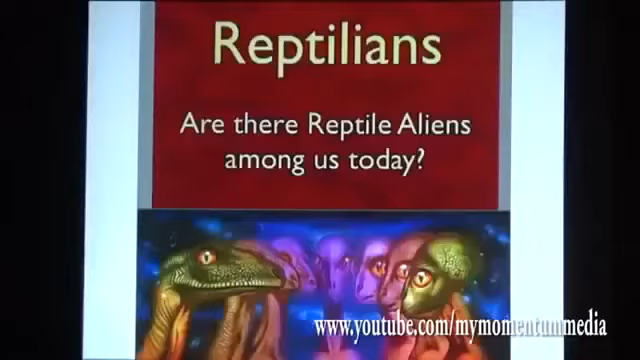 Reptilians
Are there Reptile Aliens
among us today?
www.youtube.com/mymomentummedia